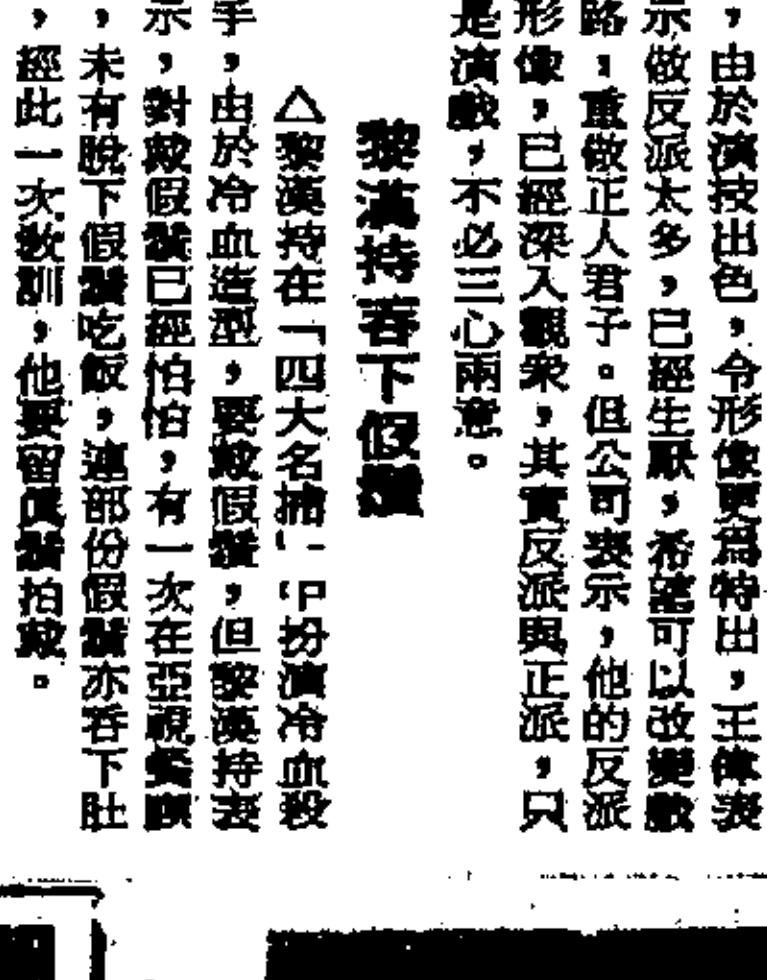 ，由於演技出色，令形像更爲特出，王偉表
示做反派太多，已經生厭，希望可以改變戲
路，重做正人君子。但公司表示，他的反派
形像，已經深入觀衆，其實反派與正派，只
是演戲，不必三心兩意。
黎漢持吞下假鬚
△黎漢持在「四大名捕」中扮演冷血殺
手，由於冷血造型，要戴假鬚，但黎漢持表
示，對戴假鬚已經怕怕，有一次在亞視餐廳
，未有脫下假鬚吃飯，連部份假鬚亦吞下肚
，經此一次教訓，他要留眞鬚拍戲。